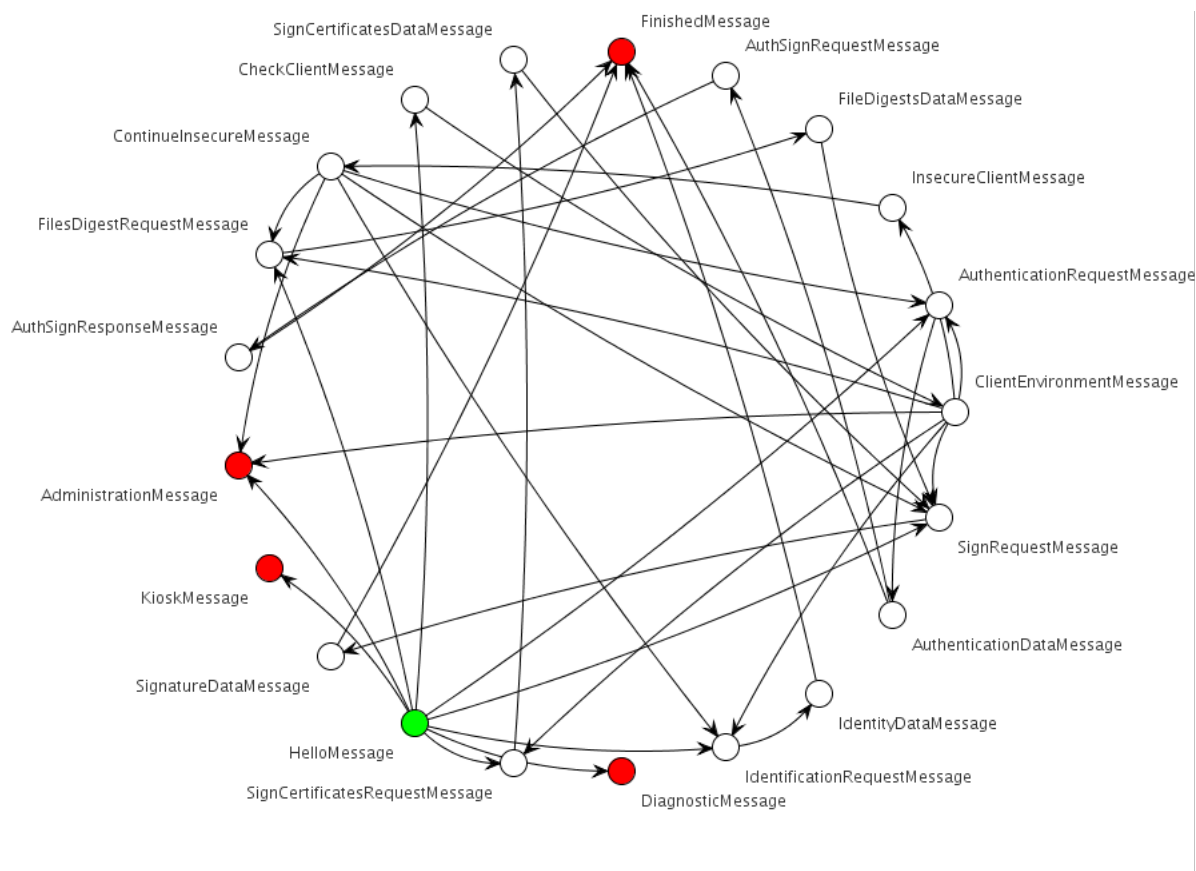 FinishedMessage
SignCertificatesDataMessage
AuthSignRequestMessage
CheckClientMessage
FileDigestsDataMessage
ContinueInsecureMessage
InsecureClientMessage
FilesDigestRequestMessage
AuthenticationRequestMessage
AuthSignResponseMessage
ClientEnvironmentMessage
AdministrationMessage
SignRequestMessage
KioskMessage
AuthenticationDataMessage
SignatureDataMessage
IdentityDataMessage
HelloMessage
IdentificationRequestMessage
SignCertificatesRequestMessage
DiagnosticMessage